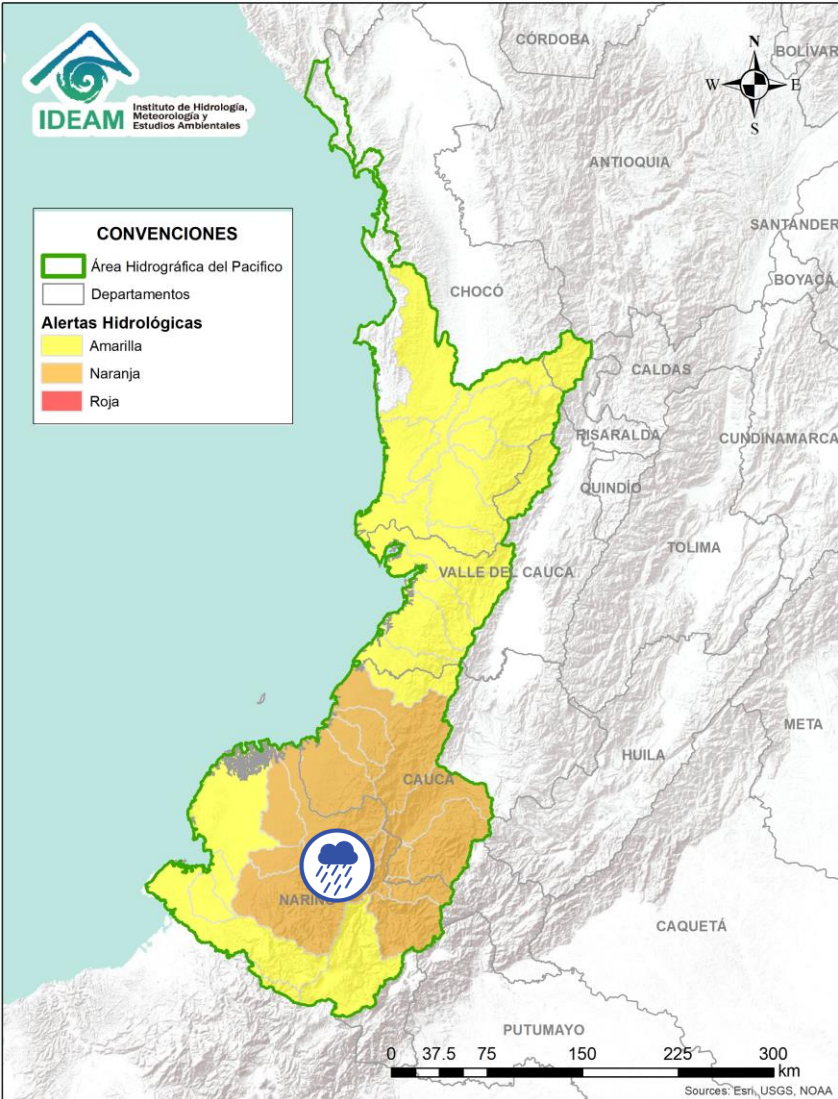 IDEAM
Instituto de Hidrología,
Meteorología y
Estudios Ambientales
CONVENCIONES
Área Hidrográfica del Pacifico
Departamentos
Alertas Hidrológicas
Amarilla
Naranja
Roja
N
W
E
S
CÓRDOBA
BOLÍVAR
ANTIOQUIA
SANTANDER
BOYACÁ
CHOCÓ
CALDAS
RISARALDA
CUNDINAMARCA
QUINDÍO
TOLIMA
VALLE DEL CAUCA
META
HUILA
CAUCA
NARIÑO
CAQUETÁ
PUTUMAYO
0 37.5 75 150 225 300
km
Sources: Esri, USGS, NOAA